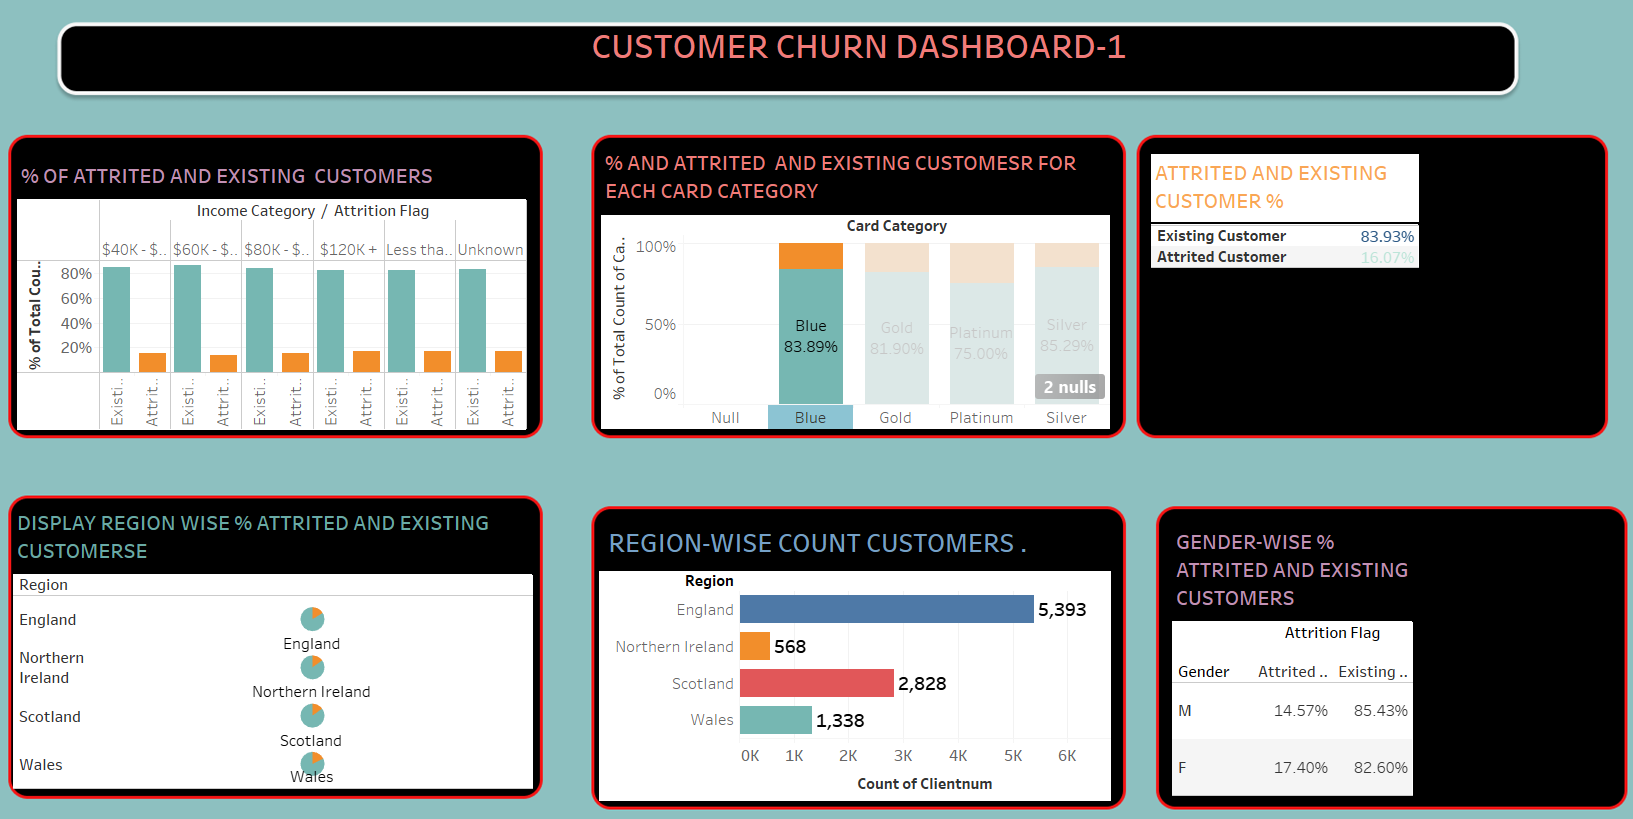 CUSTOMER CHURN DASHBOARD-1
% OF ATTRITED AND EXISTING CUSTOMERS
Income Category / Attrition Flag
$40K - $.. $60K - $.. $80K - $.. $120K + Less tha.. Unknown
% of Total Cou..
80%
60%
40%
20%
Existi.. Attrit.. Existi.. Attrit.. Existi.. Attrit.. Existi.. Attrit.. Existi.. Attrit.. Existi.. Attrit..
% AND ATTRITED AND EXISTING CUSTOMESR FOR
EACH CARD CATEGORY
Card Category
% of Total Count of Ca..
100%
50%
0%
Blue
83.89%
Gold
81.90%
Platinum
75.00%
Silver
85.29%
2 nulls
Null Blue Gold Platinum Silver
ATTRITED AND EXISTING
CUSTOMER %
Existing Customer 83.93%
Attrited Customer 16.07%
DISPLAY REGION WISE % ATTRITED AND EXISTING
CUSTOMERSE
Region
England
England
Northern
Ireland
Northern Ireland
Scotland
Scotland
Wales
Wales
REGION-WISE COUNT CUSTOMERS .
Region
England 5,393
Northern Ireland 568
Scotland 2,828
Wales 1,338
0K 1K 2K 3K 4K 5K 6K
Count of Clientnum
GENDER-WISE %
ATTRITED AND EXISTING
CUSTOMERS
Attrition Flag
Gender Attrited .. Existing ..
M 14.57% 85.43%
F 17.40% 82.60%